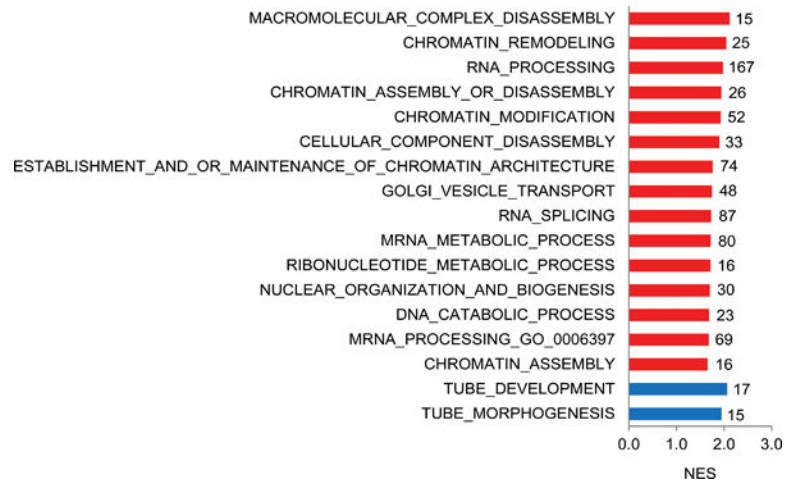 MACROMOLECULAR_COMPLEX_DISASSEMBLY 15
CHROMATIN_REMODELING 25
RNA_PROCESSING 167
CHROMATIN_ASSEMBLY_OR_DISASSEMBLY 26
CHROMATIN_MODIFICATION 52
CELLULAR_COMPONENT_DISASSEMBLY 33
ESTABLISHMENT_AND_OR_MAINTENANCE_OF_CHROMATIN_ARCHITECTURE 74
GOLGI_VESICLE_TRANSPORT 48
RNA_SPLICING 87
MRNA_METABOLIC_PROCESS 80
RIBONUCLEOTIDE_METABOLIC_PROCESS 16
NUCLEAR_ORGANIZATION_AND_BIOGENESIS 30
DNA_CATABOLIC_PROCESS 23
MRNA_PROCESSING_GO_0006397 69
CHROMATIN_ASSEMBLY 16
TUBE_DEVELOPMENT 17
TUBE_MORPHOGENESIS 15
0.0 1.0 2.0 3.0
NES